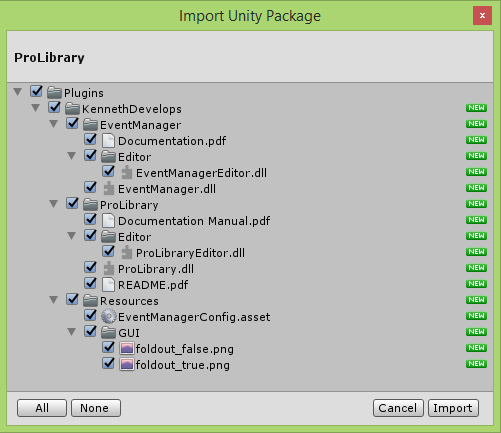 Import Unity Package
x
ProLibrary
Plugins
KennethDevelops NEW
EventManager NEW
Documentation.pdf NEW
Editor NEW
EventManagerEditor.dll NEW
EventManager.dll NEW
ProLibrary NEW
Documentation Manual.pdf NEW
Editor NEW
ProLibraryEditor.dll NEW
ProLibrary.dll NEW
README.pdf NEW
Resources NEW
EventManagerConfig.asset NEW
GUI NEW
foldout_false.png NEW
foldout_true.png NEW
All None Cancel Import